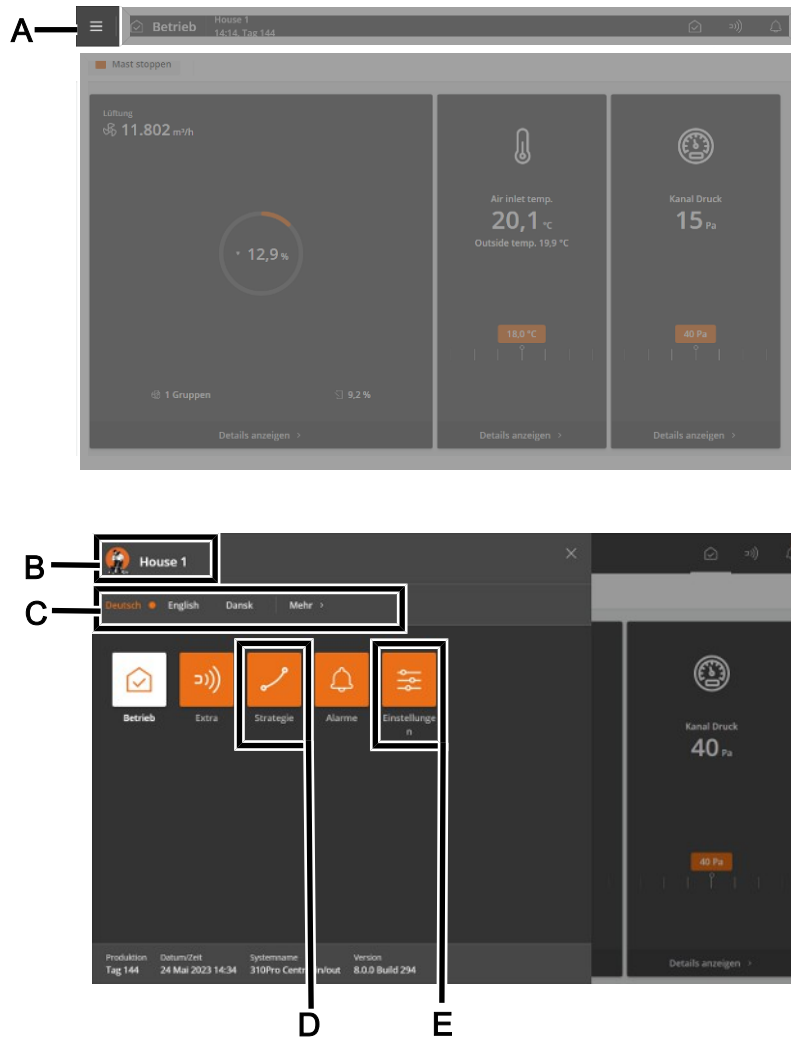 A
Betrieb
House 1
14:14, Tag 144
Mast stoppen
Lüftung
11.802 m³/h
12,9 %
1 Gruppen
9,2 %
Details anzeigen >
Air inlet temp.
20,1 °C
Outside temp. 19,9 °C
18,0 °C
Details anzeigen >
Kanal Druck
15 Pa
40 Pa
Details anzeigen >
B
House 1
C
Deutsch English Dansk Mehr >
Betrieb
Extra
Strategie
Alarme
Einstellunge
n
Kanal Druck
40 Pa
40 Pa
Details anzeigen >
Produktion Datum/Zeit Systemname Version
Tag 144 24 Mai 2023 14:34 310Pro n/out 8.0.0 Build 294
D
E